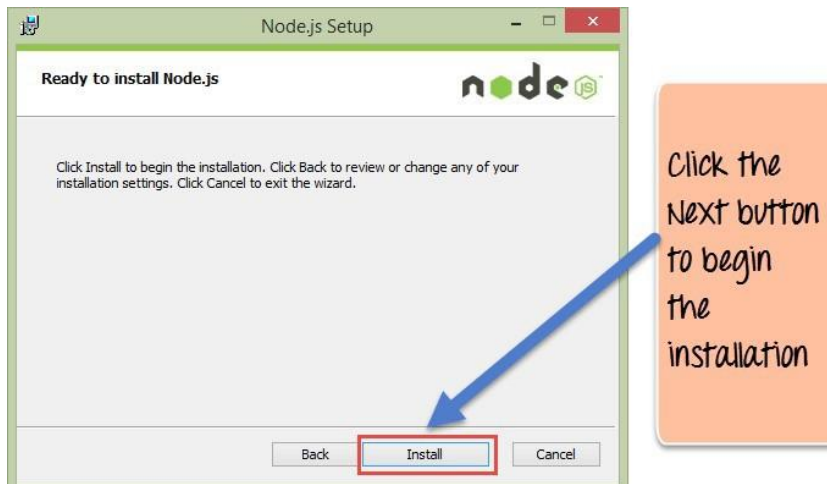 Node.js Setup
Ready to install Node.js
node JS
Click Install to begin the installation. Click Back to review or change any of your
installation settings. Click Cancel to exit the wizard.
Click the
Next button
to begin
the
installation
Back Install Cancel